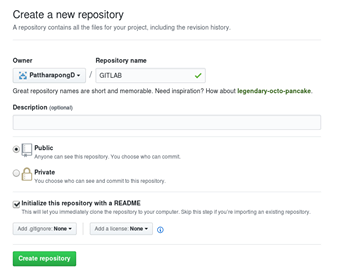 Create a new repository
A repository contains all the files for your project, including the revision history.
Owner Repository name
PattharapongD / GITLAB
Great repository names are short and memorable. Need inspiration? How about legendary-octo-pancake.
Description (optional)
Public
Anyone can see this repository. You choose who can commit.
Private
You choose who can see and commit to this repository.
Initialize this repository with a README
This will let you immediately clone the repository to your computer. Skip this step if you're importing an existing repository.
Add .gitignore: None Add a license: None
Create repository